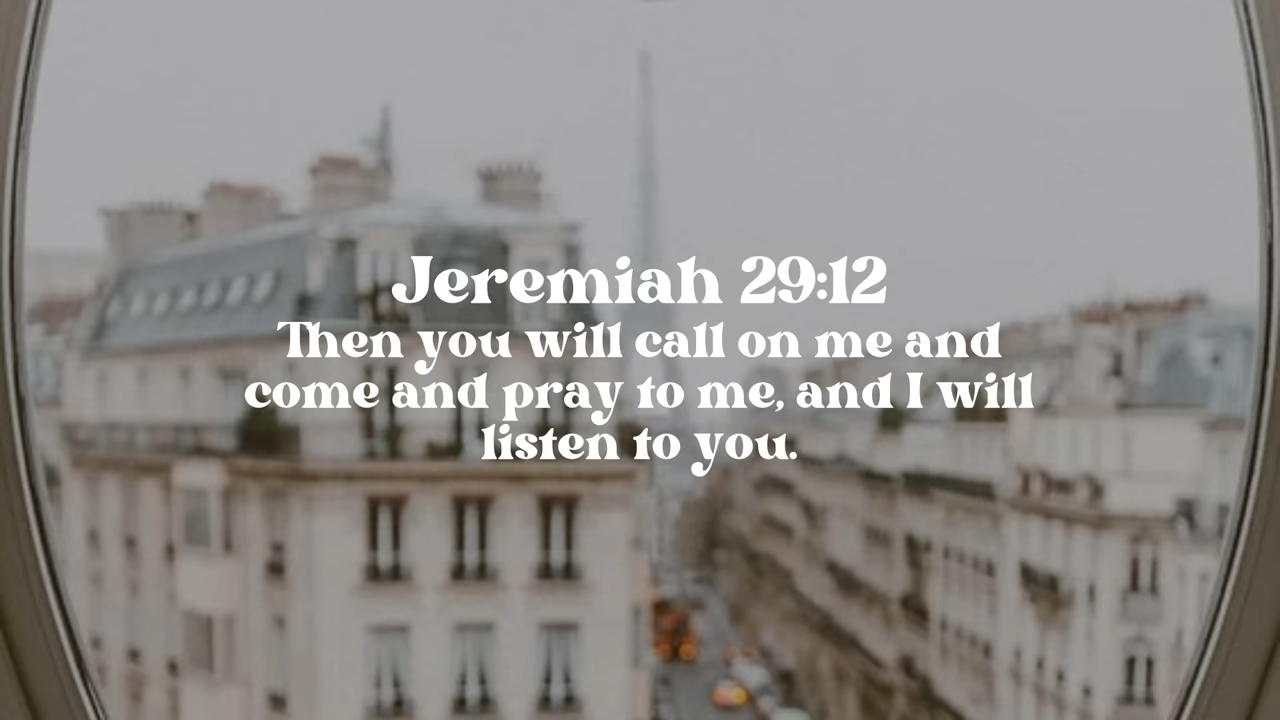 Jeremiah 29:12
Then you will call on me and
come and pray to me, and I will
listen to you.